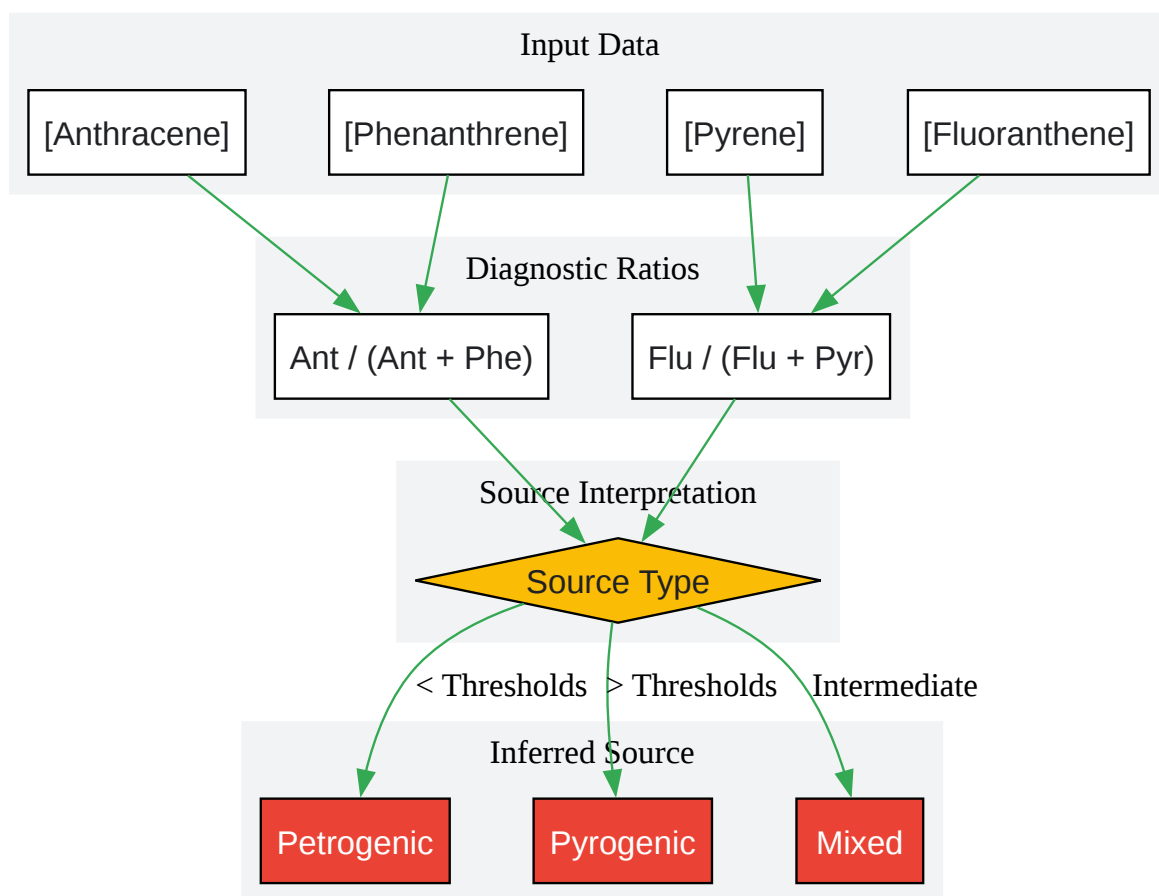 Input Data
[Anthracene]
[Phenanthrene]
[Pyrene]
[Fluoranthene]
Diagnostic Ratios
Ant / (Ant + Phe)
Flu / (Flu + Pyr)
Source Interpretation
Source Type
< Thresholds
> Thresholds
Intermediate
Inferred Source
Petrogenic
Pyrogenic
Mixed